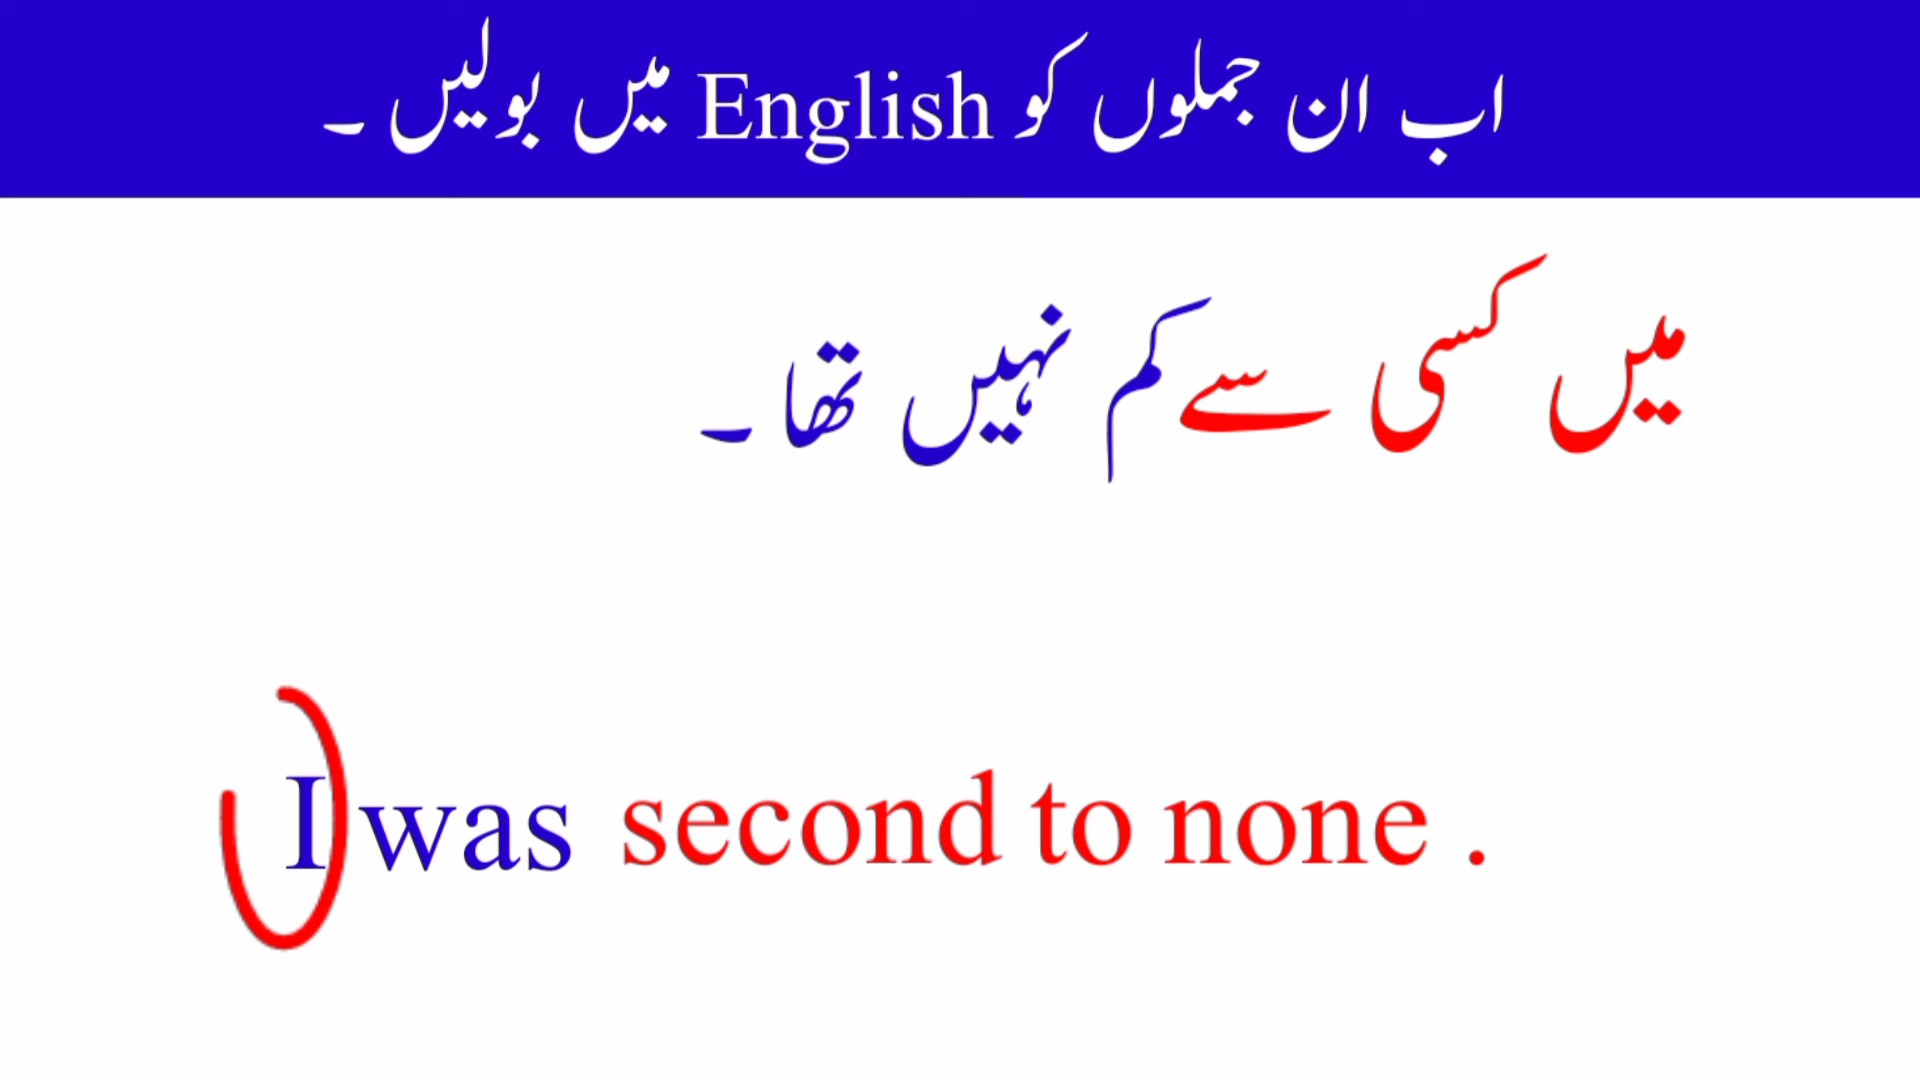 اب ان جملوں کو English میں بولیں ۔
میں کسی سے کم نہیں تھا ۔
I was second to none .